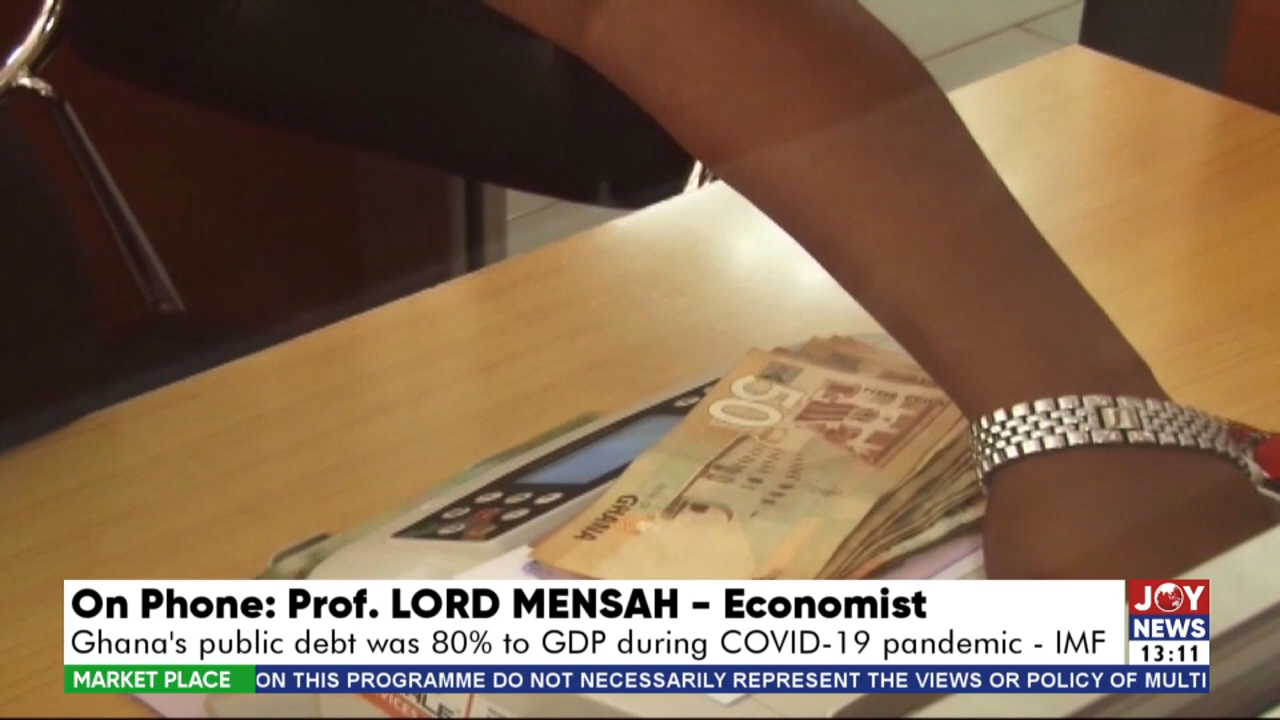 50
GHANA
On Phone: Prof. LORD MENSAH - Economist
Ghana's public debt was 80% to GDP during COVID-19 pandemic - IMF
JOY
NEWS
13:11
MARKET PLACE
ON THIS PROGRAMME DO NOT NECESSARILY REPRESENT THE VIEWS OR POLICY OF MULTI